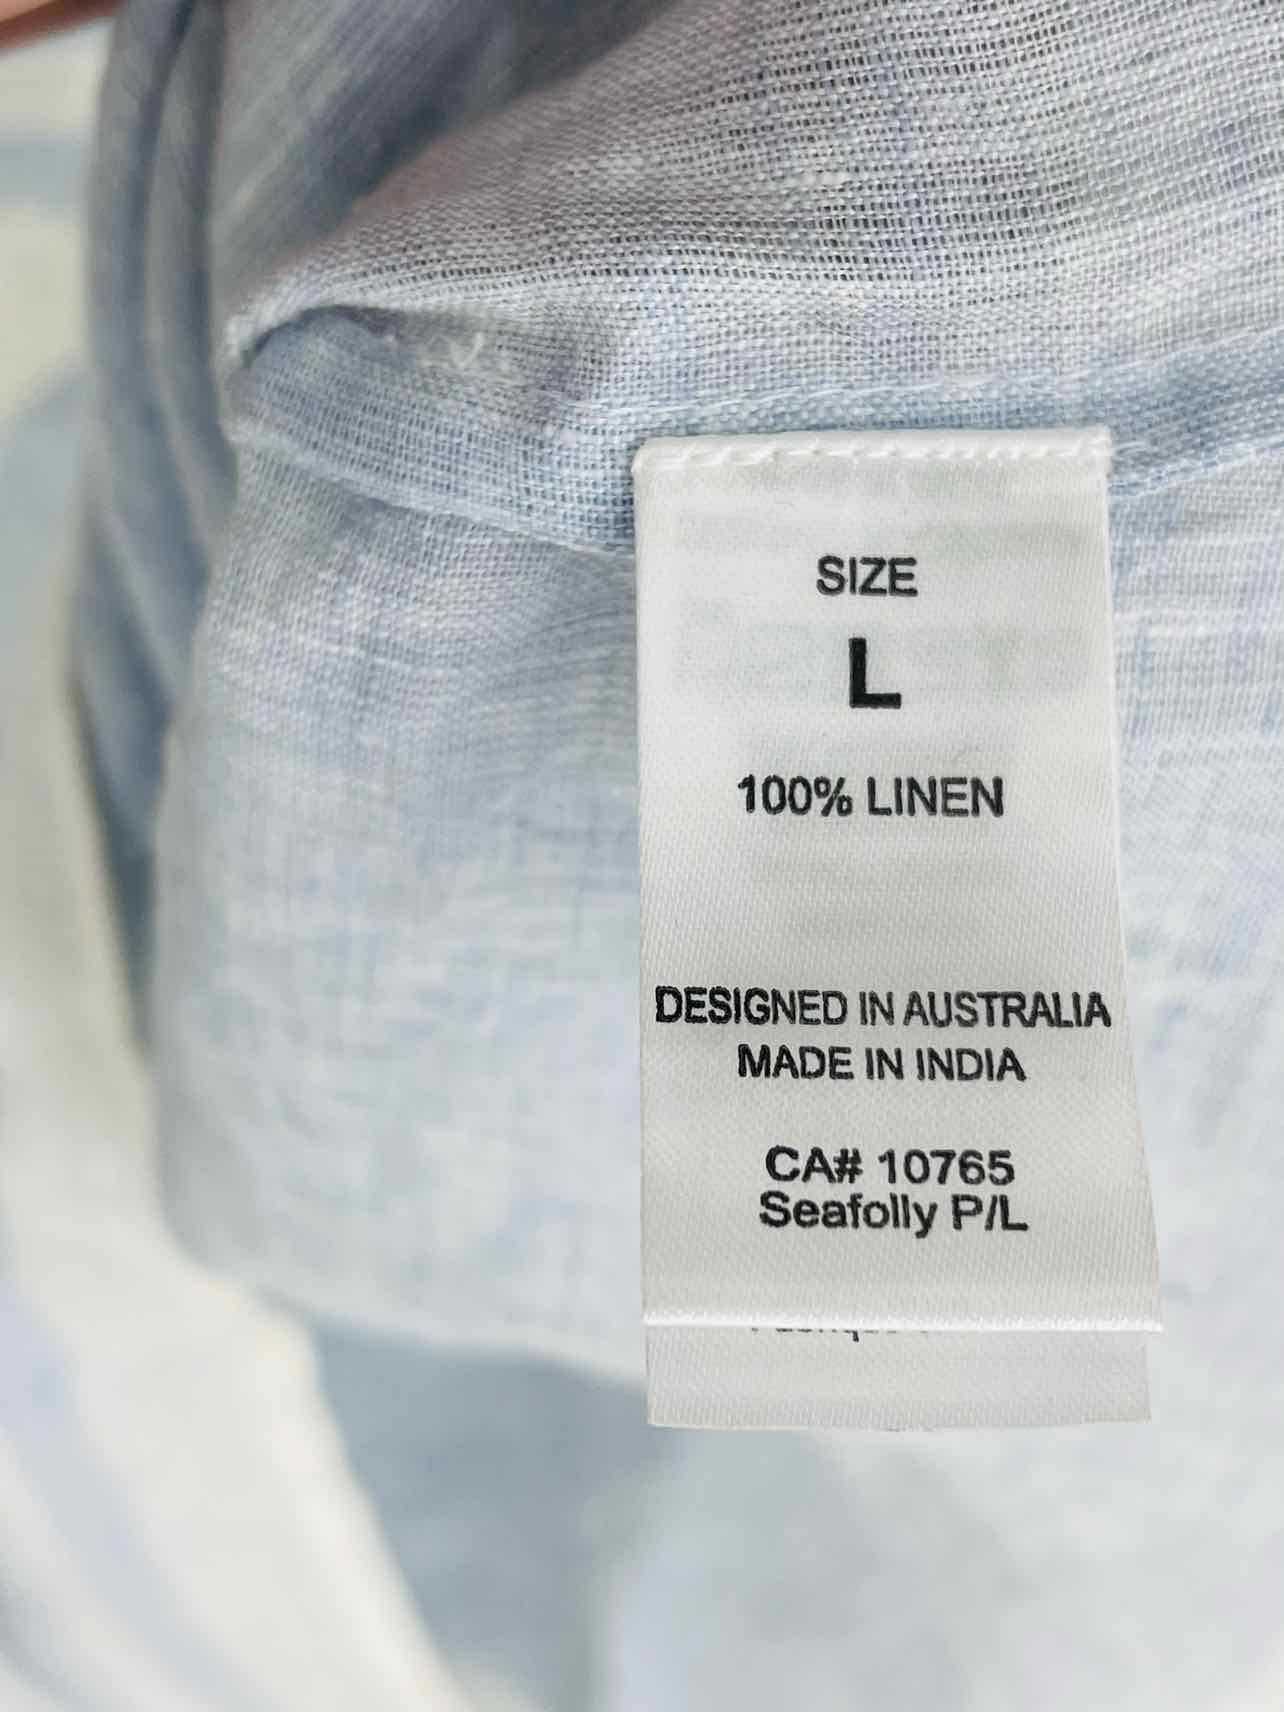 SIZE
L
100% LINEN
DESIGNED IN AUSTRALIA
MADE IN INDIA
CA# 10765
Seafolly P/L